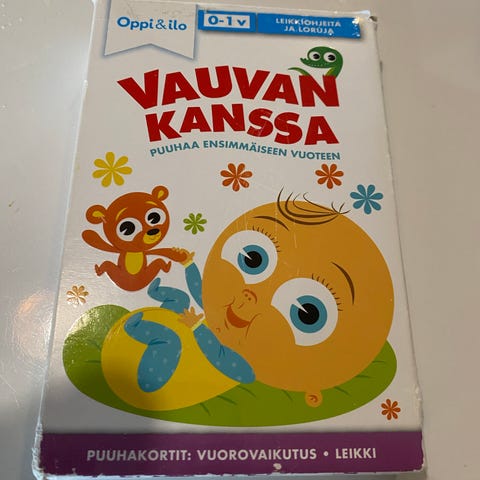 Oppi&ilo
0-1 v
LEIKKIOHJEITA
JA LORUJA
VAUVAN
KANSSA
PUUHAA ENSIMMÄISEEN VUOTEEN
PUUHAKORTIT: VUOROVAIKUTUS • LEIKKI